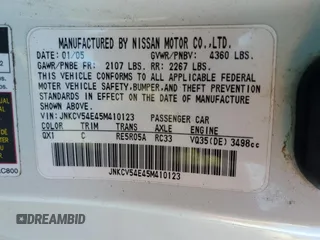 MANUFACTURED BY NISSAN MOTOR CO.,LTD.
DATE: 01/05 GVWR/PNBV: 4360 LBS.
GAWR/PNBE FR: 2107 LBS. RR: 2267 LBS.
THIS VEHICLE CONFORMS TO ALL APPLICABLE FEDERAL
MOTOR VEHICLE SAFETY, BUMPER, AND THEFT PREVENTION
STANDARDS IN EFFECT ON THE DATE OF MANUFACTURE
SHOWN ABOVE.
VIN: JNKCV54E45M410123 PASSENGER CAR
COLOR TRIM TRANS AXLE ENGINE
QX1 C RE5R05A RC33 VQ35(DE) 3498cc
JNKCV54E45M410123
C800
DREAMBID